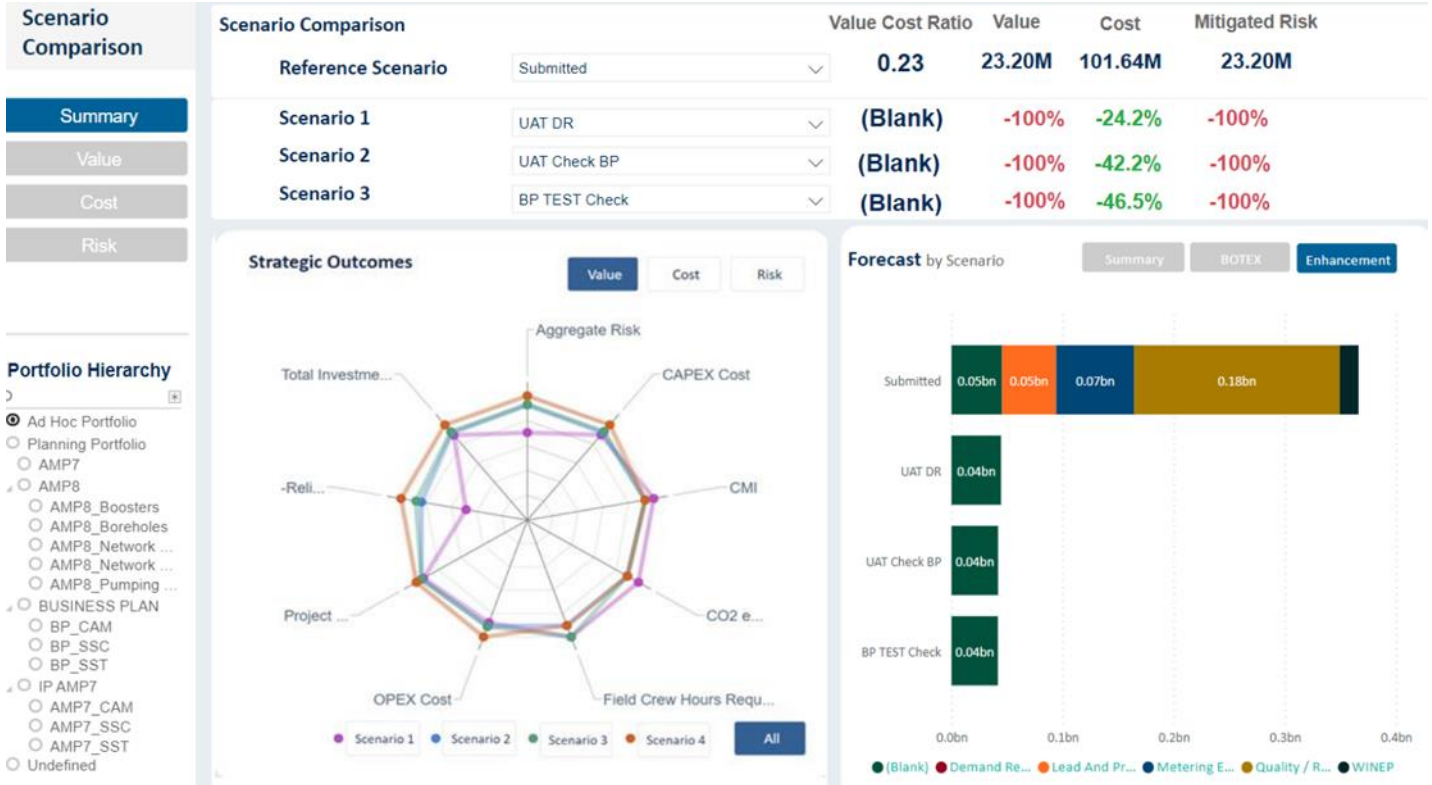 Scenario
Comparison
Summary
Value
Cost
Risk
Portfolio Hierarchy
Ad Hoc Portfolio
Planning Portfolio
AMP7
AMP8
AMP8_Boosters
AMP8_Boreholes
AMP8_Network ...
AMP8_Network ...
AMP8_Pumping ...
BUSINESS PLAN
BP_CAM
BP_SSC
BP_SST
IP AMP7
AMP7_CAM
AMP7_SSC
AMP7_SST
Undefined
Scenario Comparison Value Cost Ratio Value Cost Mitigated Risk
Reference Scenario Submitted 0.23 23.20M 101.64M 23.20M
Scenario 1 UAT DR (Blank) -100% -24.2% -100%
Scenario 2 UAT Check BP (Blank) -100% -42.2% -100%
Scenario 3 BP TEST Check (Blank) -100% -46.5% -100%
Strategic Outcomes
Value Cost Risk
Aggregate Risk
Total Investme... CAPEX Cost
-Reli... CMI
Project ... CO2 e...
OPEX Cost Field Crew Hours Requ...
Scenario 1 Scenario 2 Scenario 3 Scenario 4 All
Forecast by Scenario Summary BOTEX Enhancement
Submitted 0.05bn 0.05bn 0.07bn 0.18bn
UAT DR 0.04bn
UAT Check BP 0.04bn
BP TEST Check 0.04bn
0.0bn 0.1bn 0.2bn 0.3bn 0.4bn
(Blank) Demand Re... Lead And Pr... Metering E... Quality / R... WINEP